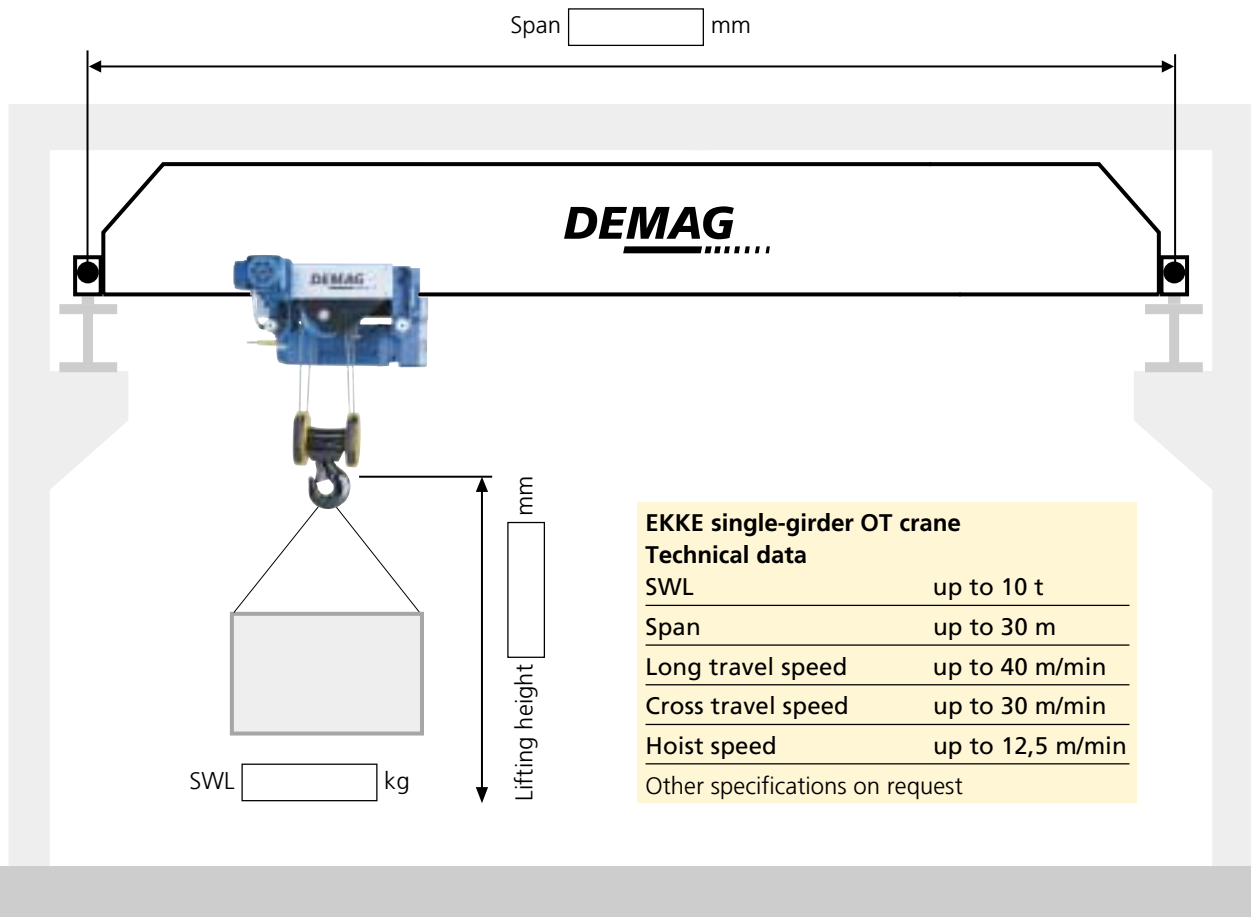 Span mm
DEMAG
DEMAG
mm
Lifting height
SWL kg
EKKE single-girder OT crane
Technical data
SWL up to 10 t
Span up to 30 m
Long travel speed up to 40 m/min
Cross travel speed up to 30 m/min
Hoist speed up to 12,5 m/min
Other specifications on request